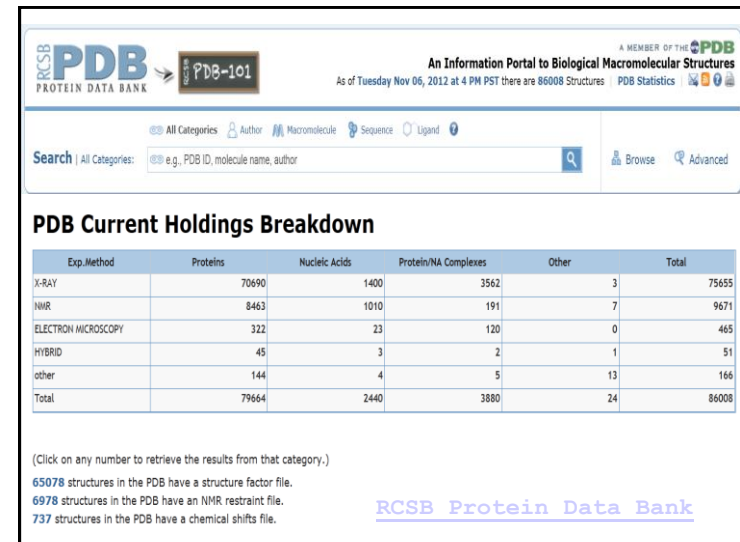 A MEMBER OF THE PDB
RCSB PDB PDB-101
PROTEIN DATA BANK
An Information Portal to Biological Macromolecular Structures
As of Tuesday Nov 06, 2012 at 4 PM PST there are 86008 Structures | PDB Statistics |
All Categories Author Macromolecule Sequence Ligand
Search | All Categories: e.g., PDB ID, molecule name, author Browse Advanced
PDB Current Holdings Breakdown
Exp.Method Proteins Nucleic Acids Protein/NA Complexes Other Total
X-RAY 70690 1400 3562 3 75655
NMR 8463 1010 191 7 9671
ELECTRON MICROSCOPY 322 23 120 0 465
HYBRID 45 3 2 1 51
other 144 4 5 13 166
Total 79664 2440 3880 24 86008
(Click on any number to retrieve the results from that category.)
65078 structures in the PDB have a structure factor file.
6978 structures in the PDB have an NMR restraint file.
737 structures in the PDB have a chemical shifts file.
RCSB Protein Data Bank